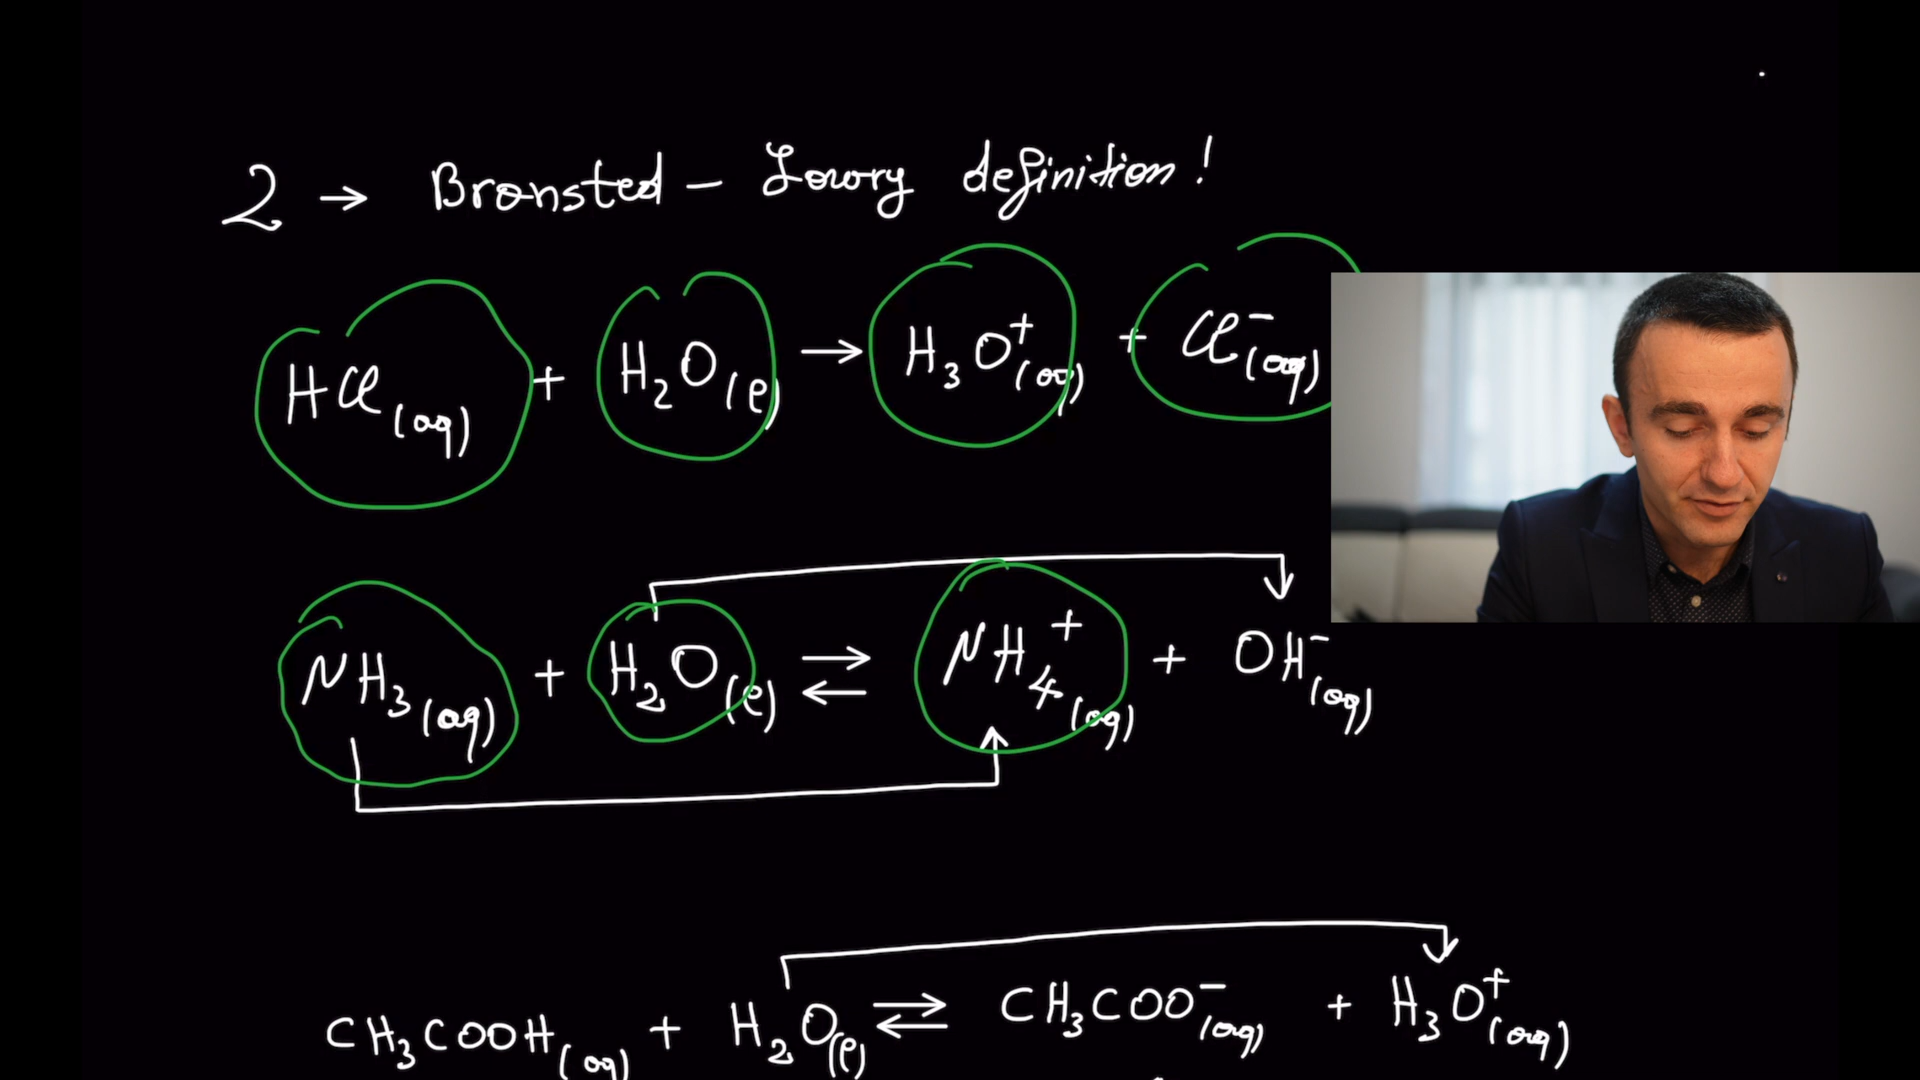 2 → Bronsted – Lowry definition!
HCl(aq) + H₂O(l) → H₃O⁺(aq) + Cl⁻(aq)
NH₃(aq) + H₂O(l) ⇄ NH₄⁺(aq) + OH⁻(aq)
CH₃COOH(aq) + H₂O(l) ⇄ CH₃COO⁻(aq) + H₃O⁺(aq)